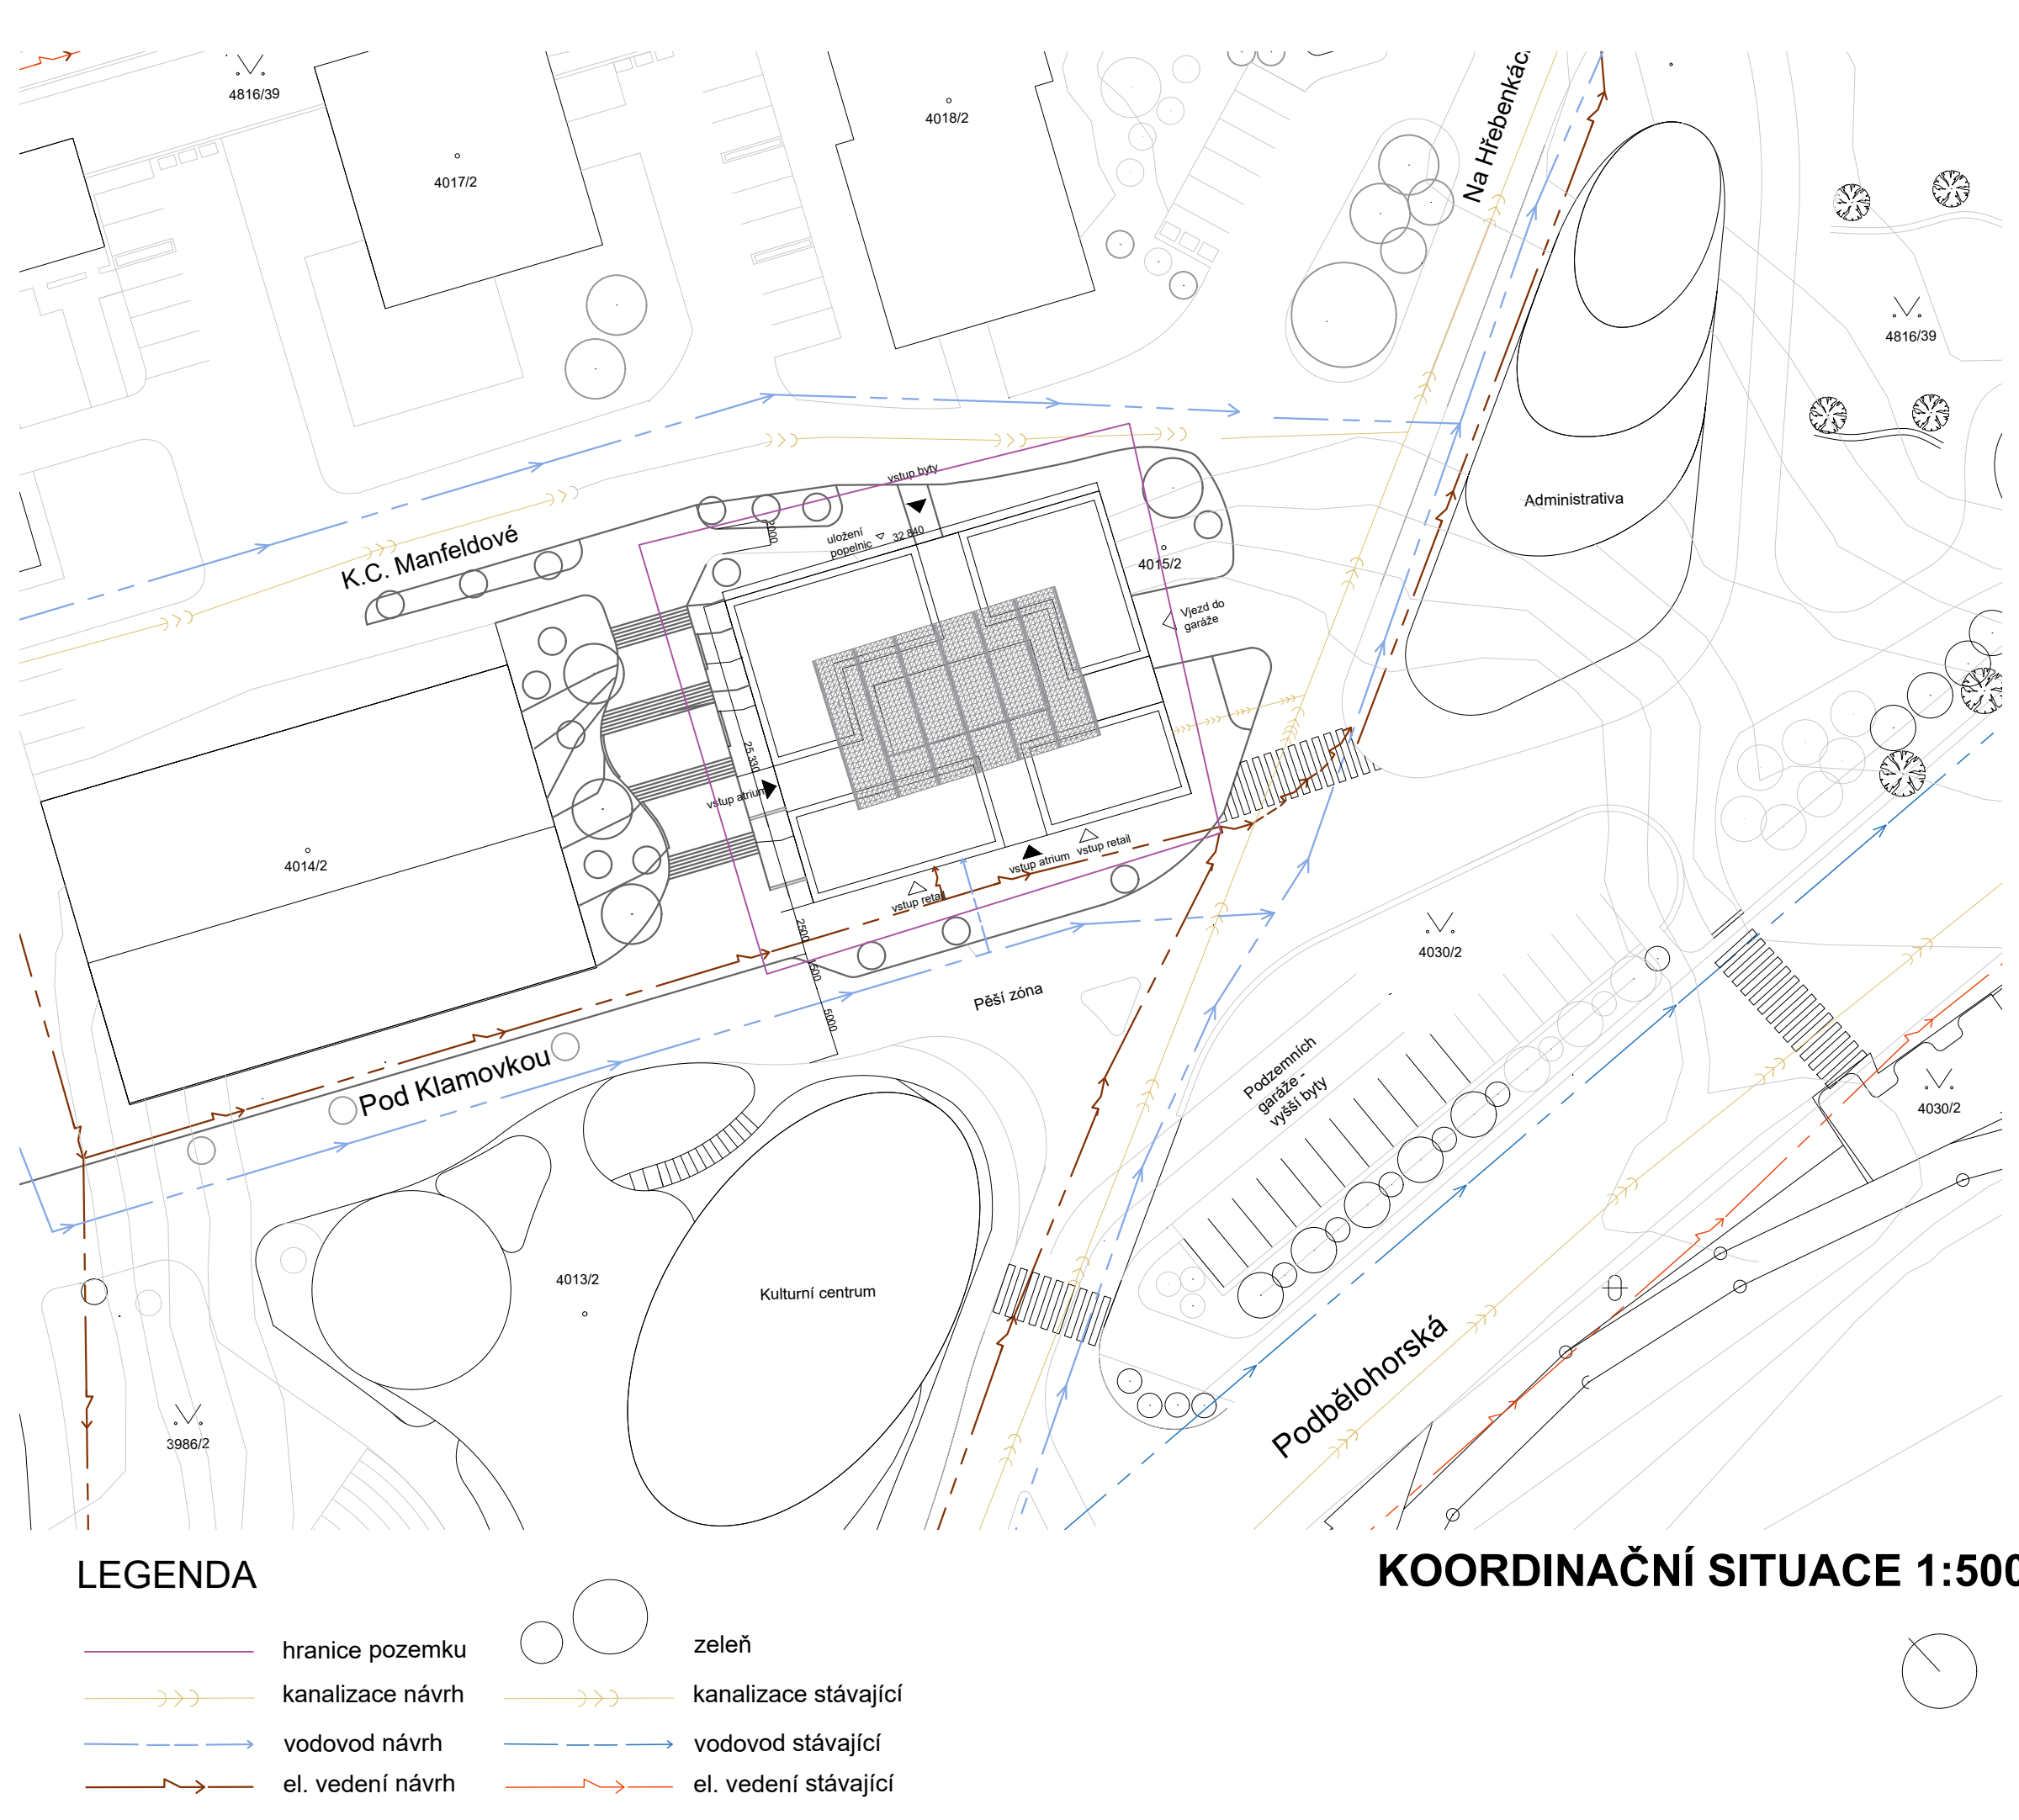 4816/39
4017/2
4018/2
Na Hřebenkác
4816/39
K.C. Manfeldové
vstup byty
2000
uložení
popelnic
32 840
Administrativa
4015/2
Vjezd do
garáže
25 330
vstup atrium
4014/2
vstup retail
vstup atrium
vstup retail
2500
1500
5000
Pěší zóna
4030/2
Pod Klamovkou
Podzemních
garáže -
vyšší byty
4030/2
4013/2
Kulturní centrum
Podbělohorská
3986/2
LEGENDA
KOORDINAČNÍ SITUACE 1:500
hranice pozemku
zeleň
kanalizace návrh
kanalizace stávající
vodovod návrh
vodovod stávající
el. vedení návrh
el. vedení stávající